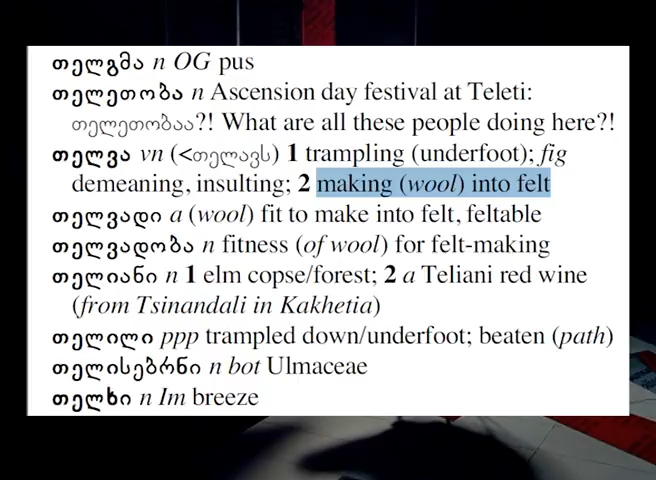 თელგმა n OG pus
თელეთობა n Ascension day festival at Teleti:
თელეთობაა?! What are all these people doing here?!
თელვა vn (<თელავს) 1 trampling (underfoot); fig
demeaning, insulting; 2 making (wool) into felt
თელვადი a (wool) fit to make into felt, feltable
თელვადობა n fitness (of wool) for felt-making
თელიანი n 1 elm copse/forest; 2 a Teliani red wine
(from Tsinandali in Kakhetia)
თელილი ppp trampled down/underfoot; beaten (path)
თელისებრნი n bot Ulmaceae
თელხი n Im breeze